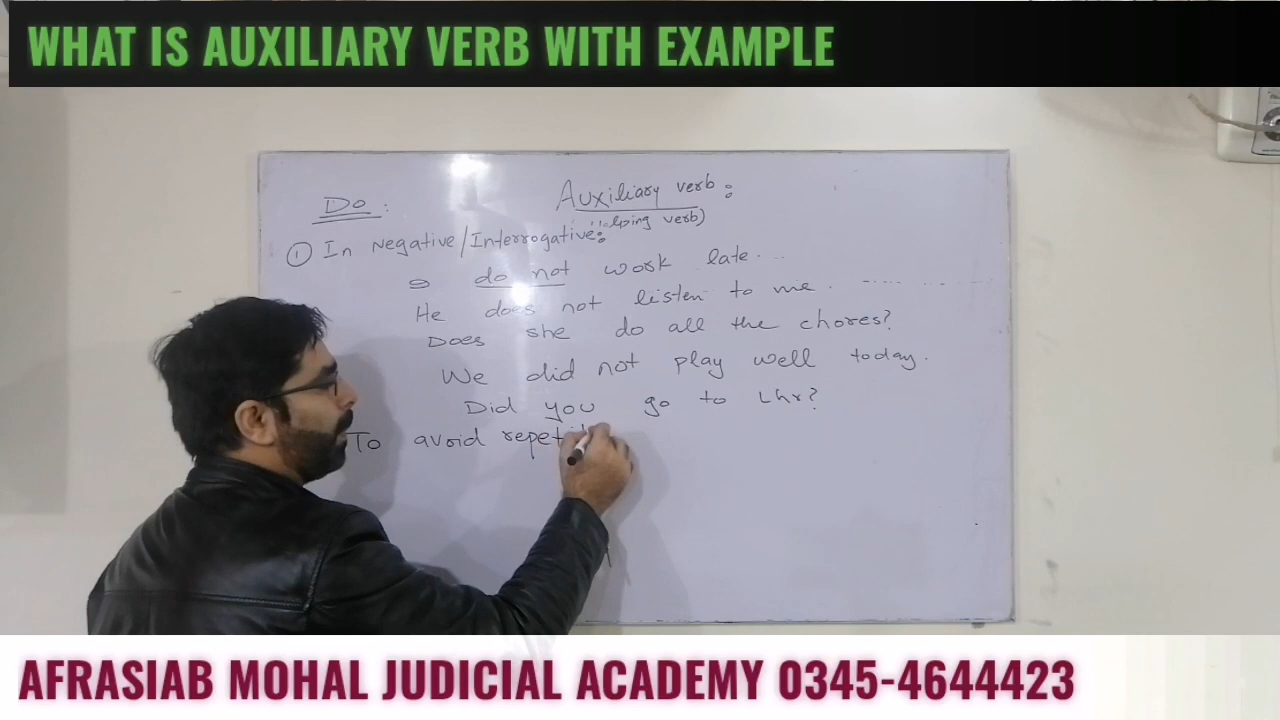 WHAT IS AUXILIARY VERB WITH EXAMPLE
Auxiliary verb:
(Helping verb)
Do:
① In Negative/Interrogative:
do not work late....
He does not listen to me. ..........
Does she do all the chores?
We did not play well today.
Did you go to Lhr?
To avoid
AFRASIAB MOHAL JUDICIAL ACADEMY 0345-4644423